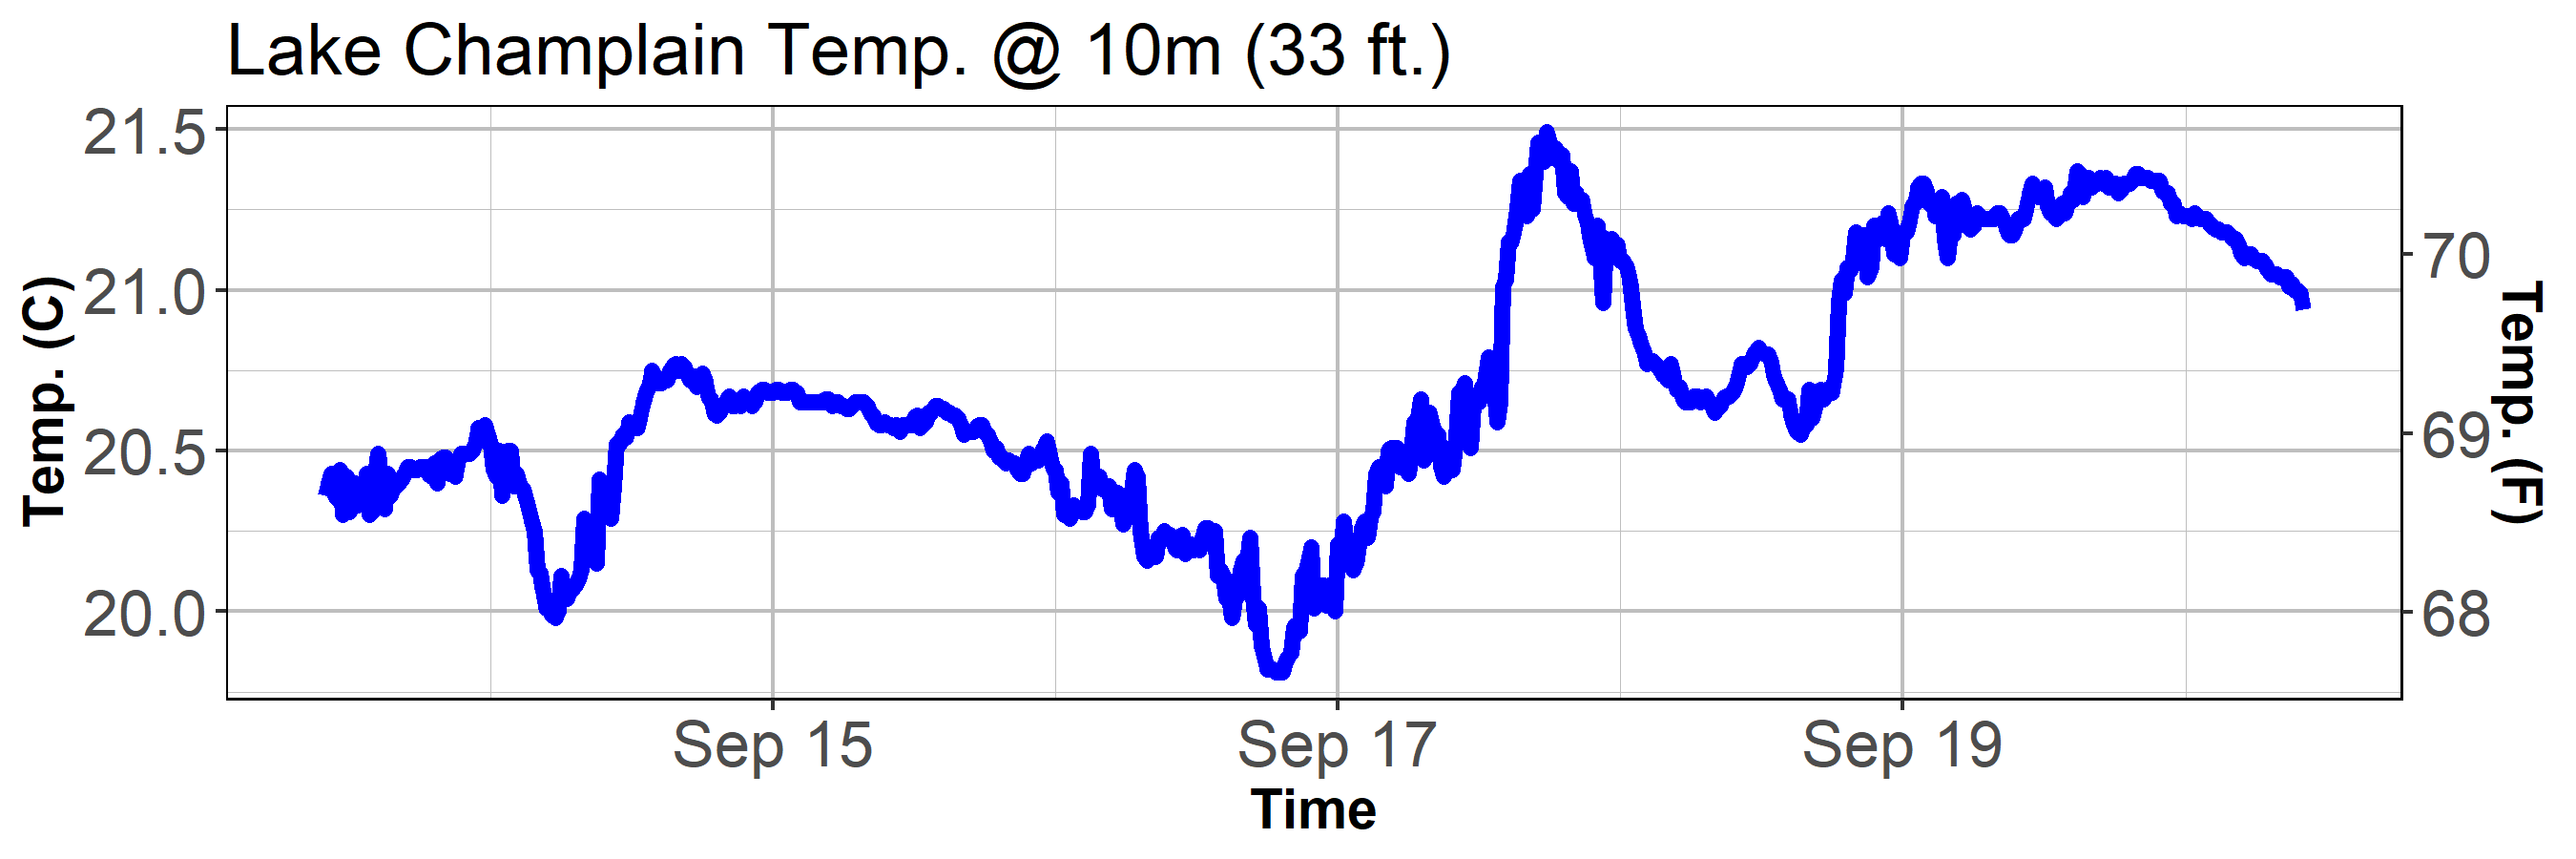 Lake Champlain Temp. @ 10m (33 ft.)
21.5
21.0
20.5
20.0
Temp. (C)
70
69
68
Temp. (F)
Sep 15
Sep 17
Sep 19
Time